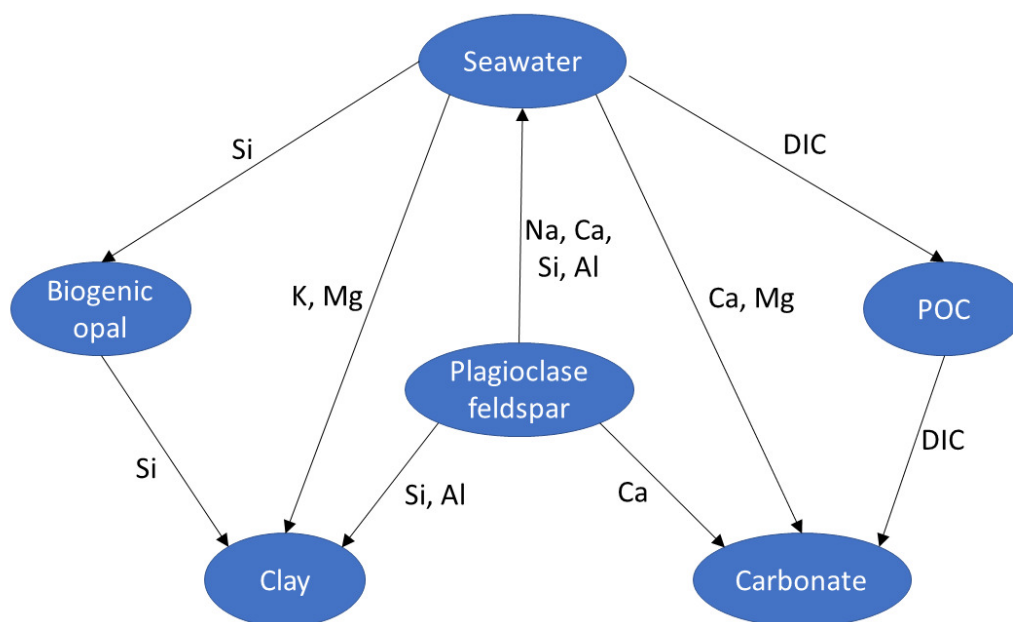 Seawater
Si
DIC
Na, Ca,
Si, Al
K, Mg
Ca, Mg
Biogenic
opal
POC
Plagioclase
feldspar
Si
Si, Al
Ca
DIC
Clay
Carbonate